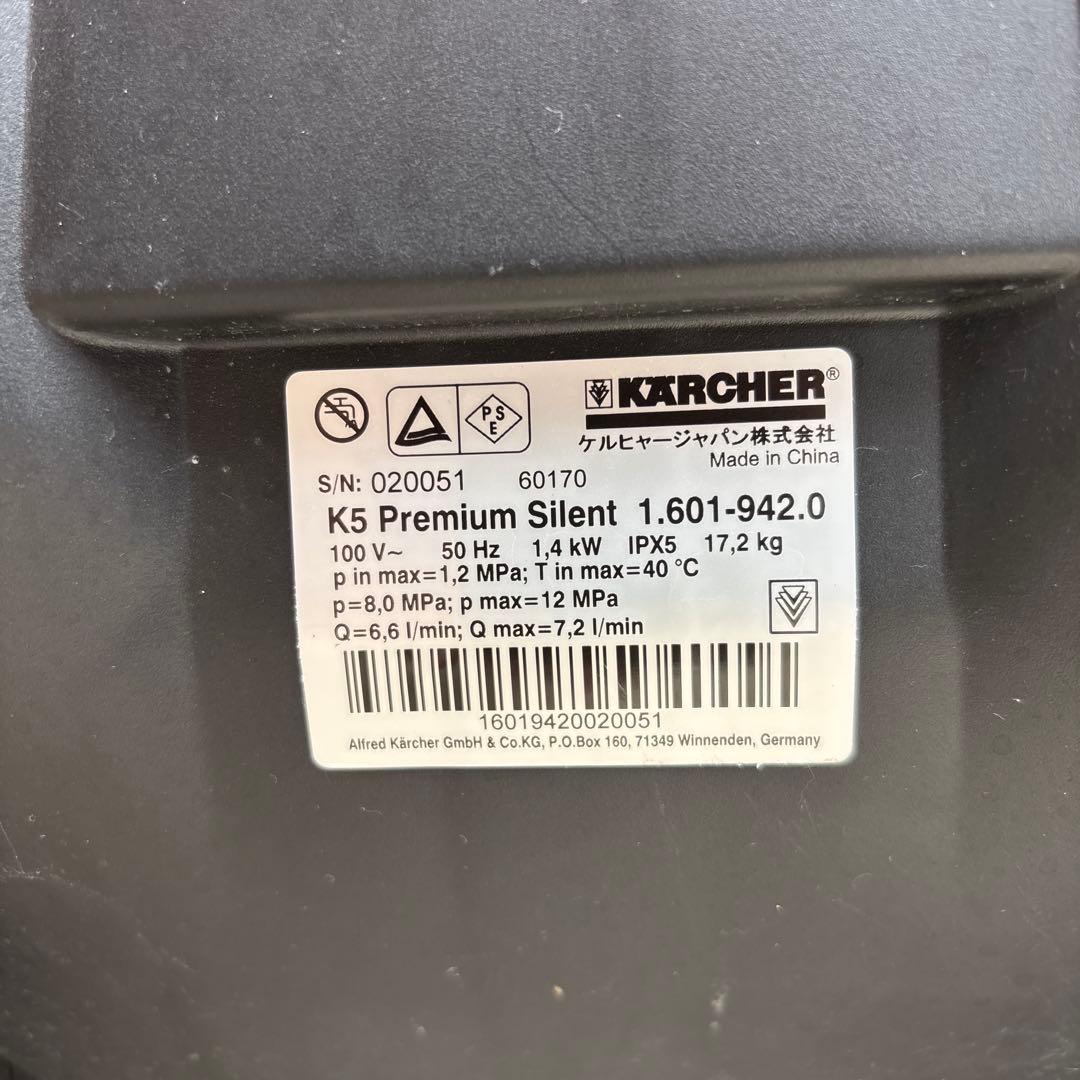 PSE
KÄRCHER®
ケルヒャージャパン株式会社
Made in China
S/N: 020051 60170
K5 Premium Silent 1.601-942.0
100 V~ 50 Hz 1,4 kW IPX5 17,2 kg
p in max=1,2 MPa; T in max=40 °C
p=8,0 MPa; p max=12 MPa
Q=6,6 l/min; Q max=7,2 l/min
16019420020051
Alfred Kärcher GmbH & Co.KG, P.O.Box 160, 71349 Winnenden, Germany